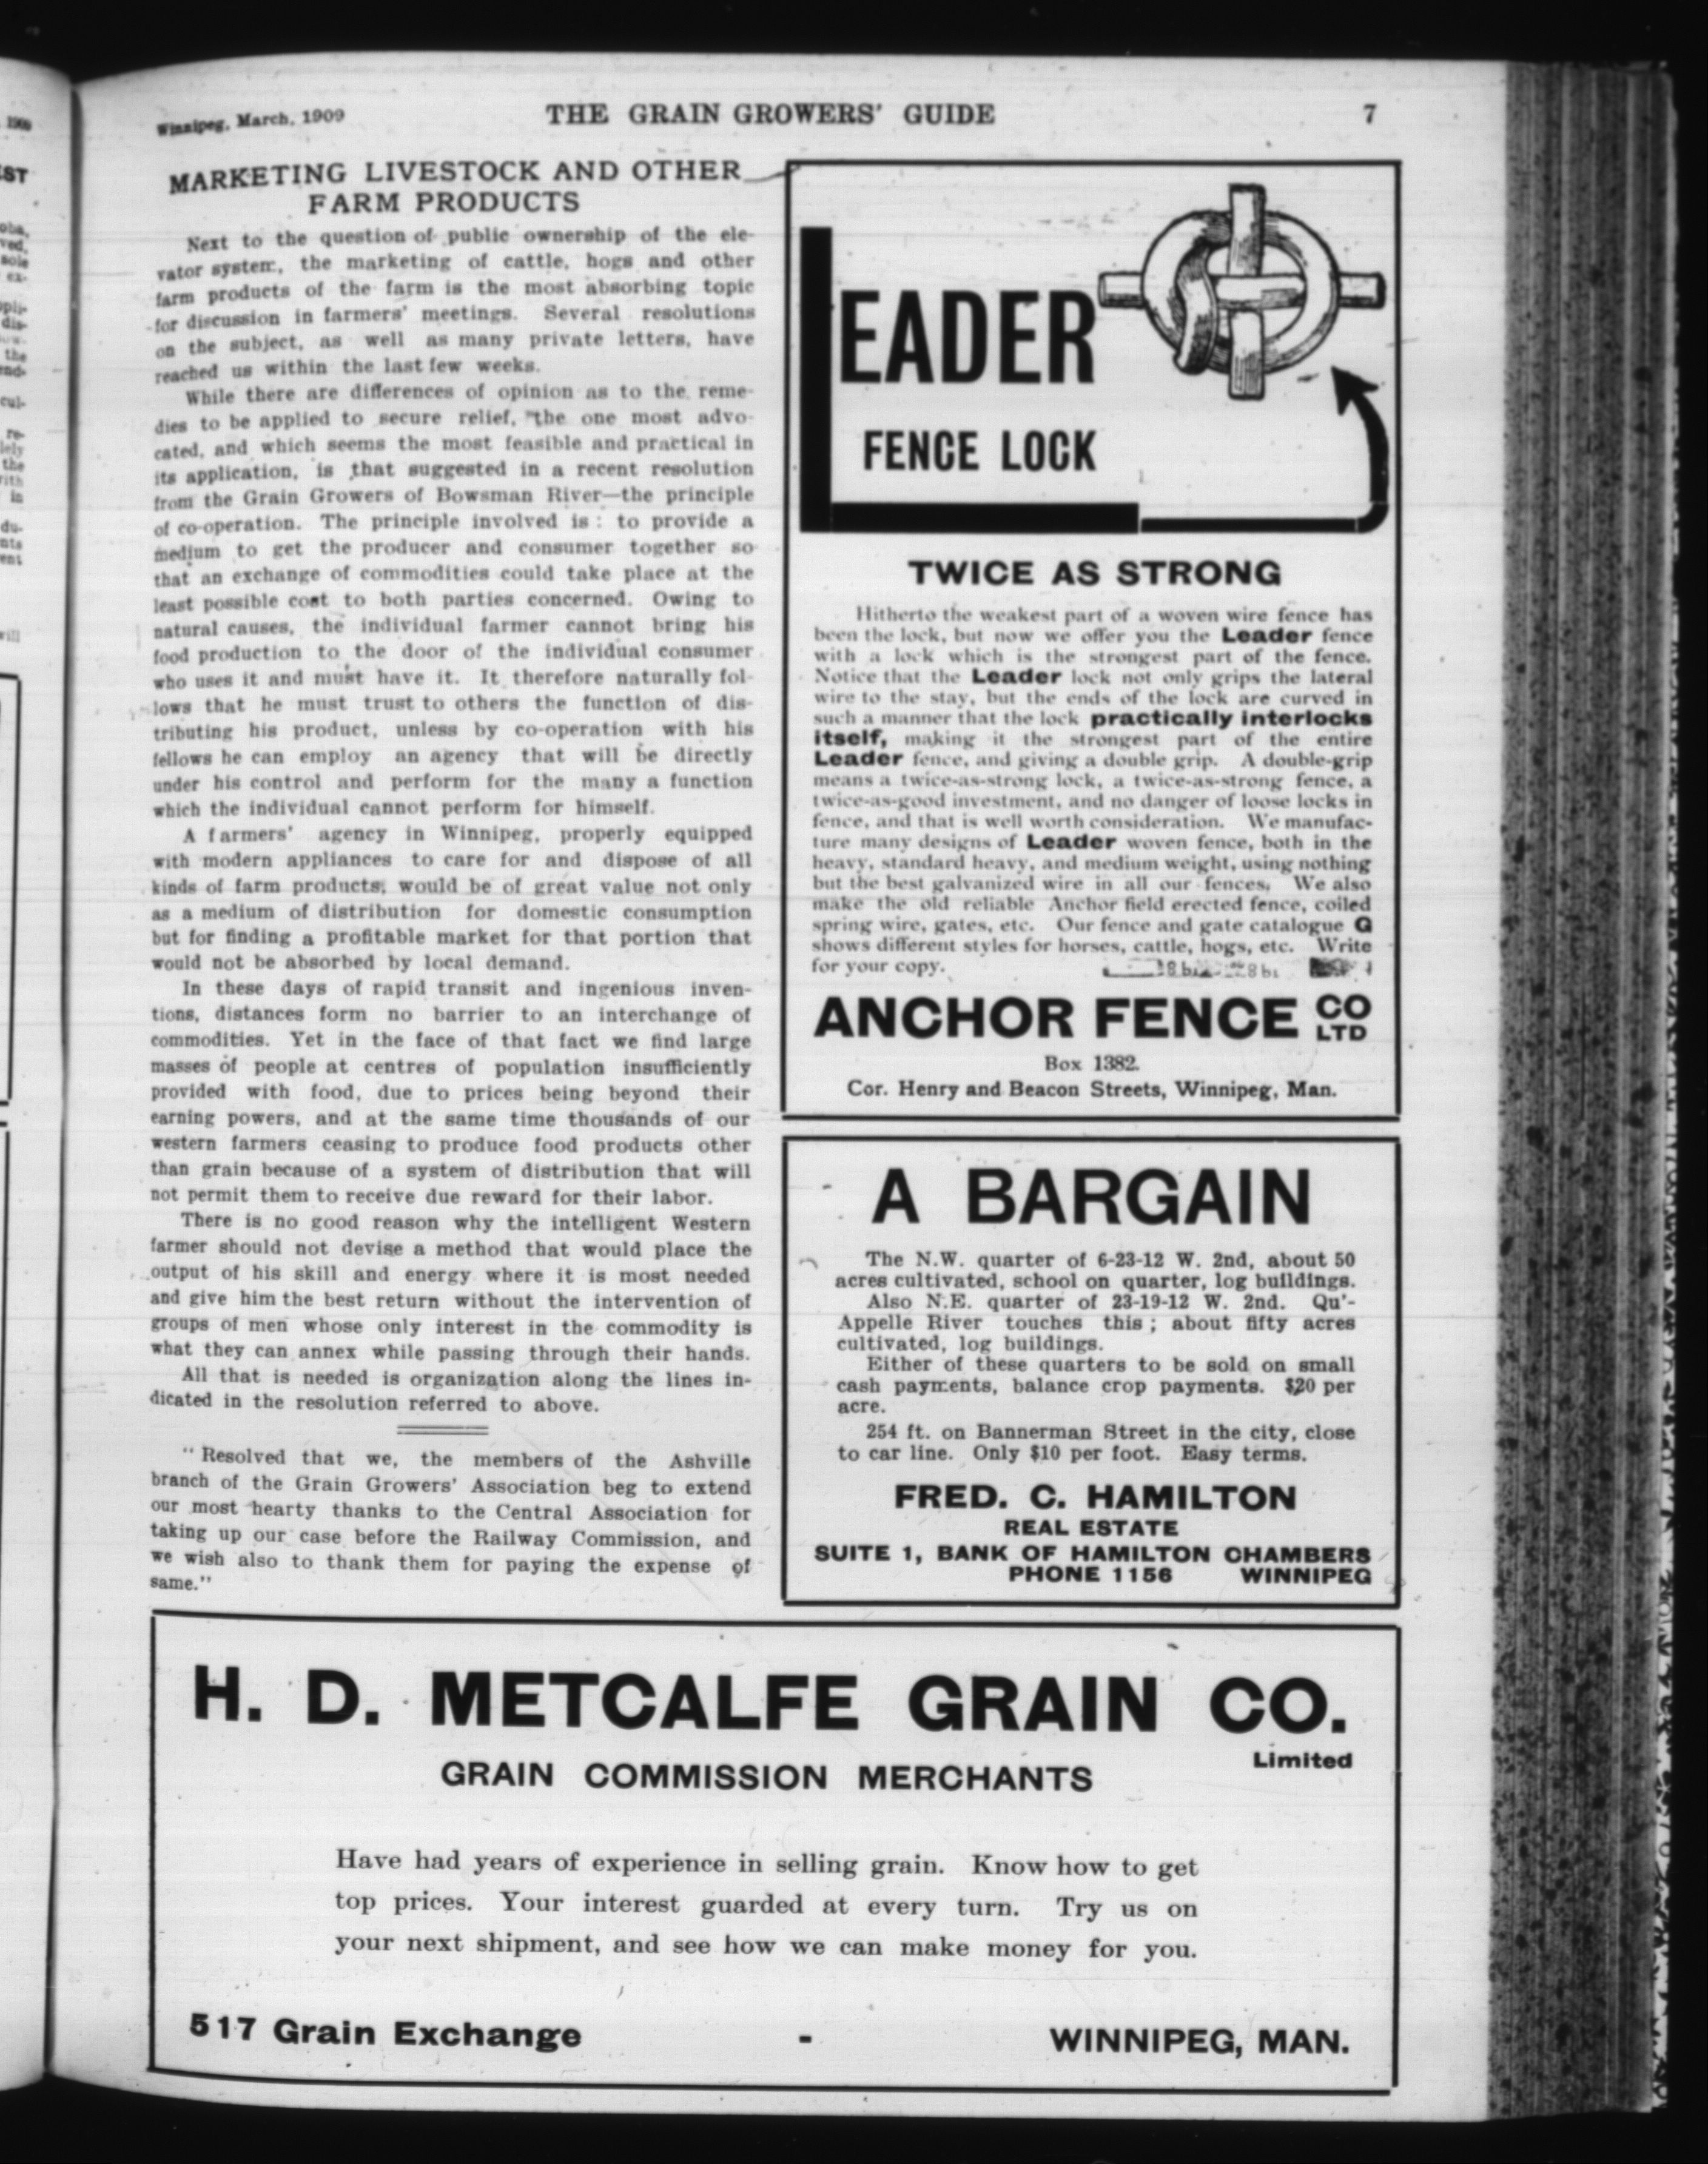 Winnipeg, March, 1909
THE GRAIN GROWERS' GUIDE
7
MARKETING LIVESTOCK AND OTHER
FARM PRODUCTS
Next to the question of public ownership of the ele-
vator system, the marketing of cattle, hogs and other
farm products of the farm is the most absorbing topic
for discussion in farmers' meetings. Several resolutions
on the subject, as well as many private letters, have
reached us within the last few weeks.
While there are differences of opinion as to the reme-
dies to be applied to secure relief, the one most advo-
cated, and which seems the most feasible and practical in
its application, is that suggested in a recent resolution
from the Grain Growers of Bowsman River—the principle
of co-operation. The principle involved is : to provide a
medium to get the producer and consumer together so
that an exchange of commodities could take place at the
least possible cost to both parties concerned. Owing to
natural causes, the individual farmer cannot bring his
food production to the door of the individual consumer
who uses it and must have it. It therefore naturally fol-
lows that he must trust to others the function of dis-
tributing his product, unless by co-operation with his
fellows he can employ an agency that will be directly
under his control and perform for the many a function
which the individual cannot perform for himself.
A farmers' agency in Winnipeg, properly equipped
with modern appliances to care for and dispose of all
kinds of farm products, would be of great value not only
as a medium of distribution for domestic consumption
but for finding a profitable market for that portion that
would not be absorbed by local demand.
In these days of rapid transit and ingenious inven-
tions, distances form no barrier to an interchange of
commodities. Yet in the face of that fact we find large
masses of people at centres of population insufficiently
provided with food, due to prices being beyond their
earning powers, and at the same time thousands of our
western farmers ceasing to produce food products other
than grain because of a system of distribution that will
not permit them to receive due reward for their labor.
There is no good reason why the intelligent Western
farmer should not devise a method that would place the
output of his skill and energy where it is most needed
and give him the best return without the intervention of
groups of men whose only interest in the commodity is
what they can annex while passing through their hands.
All that is needed is organization along the lines in-
dicated in the resolution referred to above.
"Resolved that we, the members of the Ashville
branch of the Grain Growers' Association beg to extend
our most hearty thanks to the Central Association for
taking up our case before the Railway Commission, and
we wish also to thank them for paying the expense of
same."
LEADER
FENCE LOCK
TWICE AS STRONG
Hitherto the weakest part of a woven wire fence has
been the lock, but now we offer you the Leader fence
with a lock which is the strongest part of the fence.
Notice that the Leader lock not only grips the lateral
wire to the stay, but the ends of the lock are curved in
such a manner that the lock practically interlocks
itself, making it the strongest part of the entire
Leader fence, and giving a double grip. A double-grip
means a twice-as-strong lock, a twice-as-strong fence, a
twice-as-good investment, and no danger of loose locks in
fence, and that is well worth consideration. We manufac-
ture many designs of Leader woven fence, both in the
heavy, standard heavy, and medium weight, using nothing
but the best galvanized wire in all our fences. We also
make the old reliable Anchor field erected fence, coiled
spring wire, gates, etc. Our fence and gate catalogue G
shows different styles for horses, cattle, hogs, etc. Write
for your copy.
ANCHOR FENCE CO LTD
Box 1382.
Cor. Henry and Beacon Streets, Winnipeg, Man.
A BARGAIN
The N.W. quarter of 6-23-12 W. 2nd, about 50
acres cultivated, school on quarter, log buildings.
Also N.E. quarter of 23-19-12 W. 2nd. Qu'-
Appelle River touches this ; about fifty acres
cultivated, log buildings.
Either of these quarters to be sold on small
cash payments, balance crop payments. $20 per
acre.
254 ft. on Bannerman Street in the city, close
to car line. Only $10 per foot. Easy terms.
FRED. C. HAMILTON
REAL ESTATE
SUITE 1, BANK OF HAMILTON CHAMBERS
PHONE 1156 WINNIPEG
H. D. METCALFE GRAIN CO.
Limited
GRAIN COMMISSION MERCHANTS
Have had years of experience in selling grain. Know how to get
top prices. Your interest guarded at every turn. Try us on
your next shipment, and see how we can make money for you.
517 Grain Exchange - WINNIPEG, MAN.